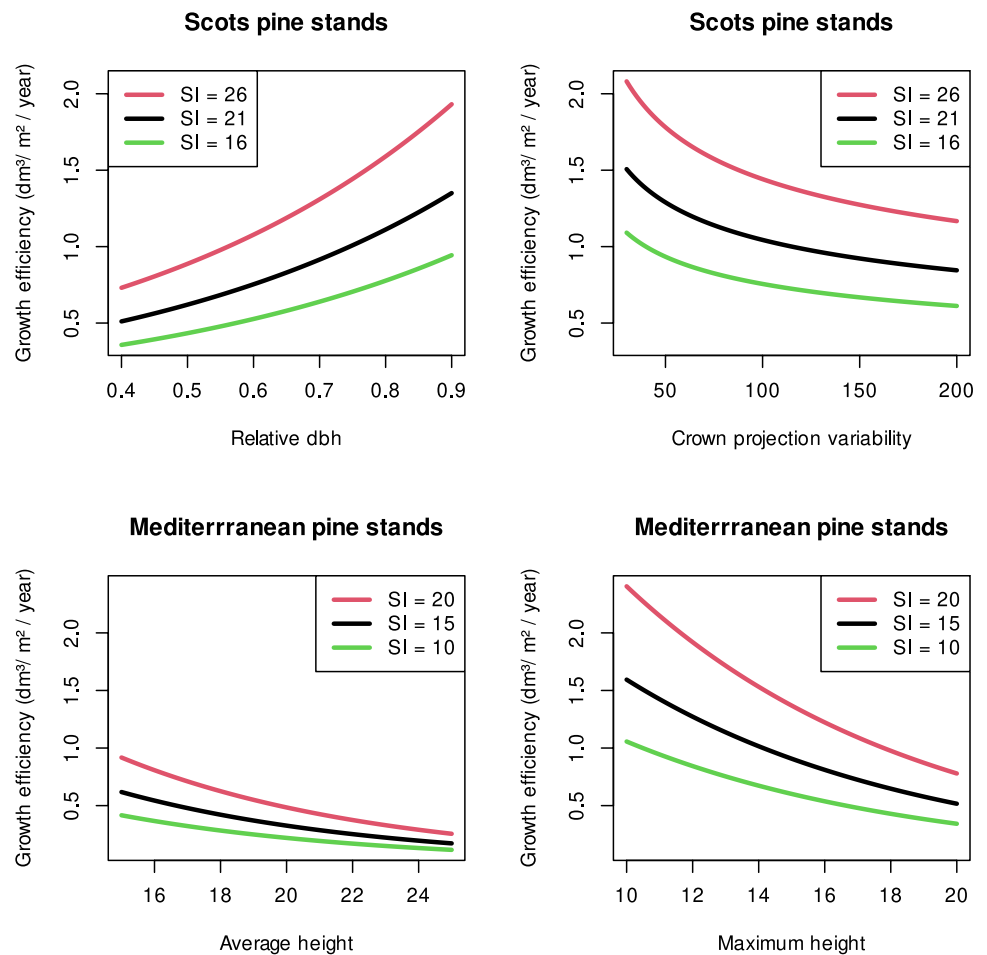 Scots pine stands
Growth efficiency (dm³/ m² / year)
2.0
1.5
1.0
0.5
SI = 26
SI = 21
SI = 16
0.4 0.5 0.6 0.7 0.8 0.9
Relative dbh
Scots pine stands
Growth efficiency (dm³/ m² / year)
2.0
1.5
1.0
0.5
SI = 26
SI = 21
SI = 16
50 100 150 200
Crown projection variability
Mediterrranean pine stands
Growth efficiency (dm³/ m² / year)
2.0
1.5
1.0
0.5
SI = 20
SI = 15
SI = 10
16 18 20 22 24
Average height
Mediterrranean pine stands
Growth efficiency (dm³/ m² / year)
2.0
1.5
1.0
0.5
SI = 20
SI = 15
SI = 10
10 12 14 16 18 20
Maximum height